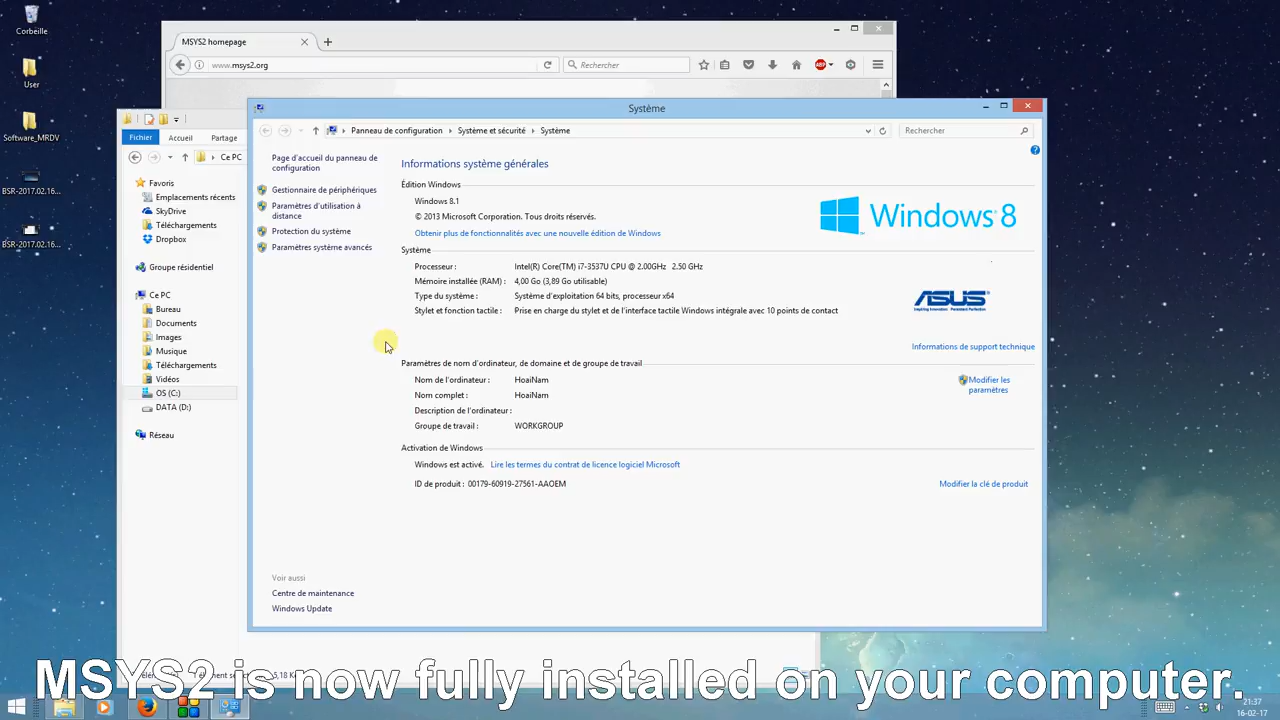 Corbeille
User
Software_MRDV
BSR-2017.02.16...
BSR-2017.02.16...
MSYS2 homepage
www.msys2.org
Rechercher
Fichier Accueil Partage
Ce PC
Favoris
Emplacements récents
SkyDrive
Téléchargements
Dropbox
Groupe résidentiel
Ce PC
Bureau
Documents
Images
Musique
Téléchargements
Vidéos
OS (C:)
DATA (D:)
Réseau
Système
Panneau de configuration Système et sécurité Système
Rechercher
Page d'accueil du panneau de
configuration
Gestionnaire de périphériques
Paramètres d'utilisation à
distance
Protection du système
Paramètres système avancés
Voir aussi
Centre de maintenance
Windows Update
Informations système générales
Édition Windows
Windows 8.1
© 2013 Microsoft Corporation. Tous droits réservés.
Obtenir plus de fonctionnalités avec une nouvelle édition de Windows
Windows 8
Système
Processeur : Intel(R) Core(TM) i7-3537U CPU @ 2.00GHz 2.50 GHz
Mémoire installée (RAM) : 4,00 Go (3,89 Go utilisable)
Type du système : Système d'exploitation 64 bits, processeur x64
Stylet et fonction tactile : Prise en charge du stylet et de l'interface tactile Windows intégrale avec 10 points de contact
ASUS
Inspiring Innovation Persistent Perfection
Informations de support technique
Paramètres de nom d'ordinateur, de domaine et de groupe de travail
Nom de l'ordinateur : HoaiNam
Nom complet : HoaiNam
Description de l'ordinateur :
Groupe de travail : WORKGROUP
Modifier les
paramètres
Activation de Windows
Windows est activé. Lire les termes du contrat de licence logiciel Microsoft
ID de produit : 00179-60919-27561-AAOEM
Modifier la clé de produit
MSYS2 is now fully installed on your computer.
21:37
16-02-17